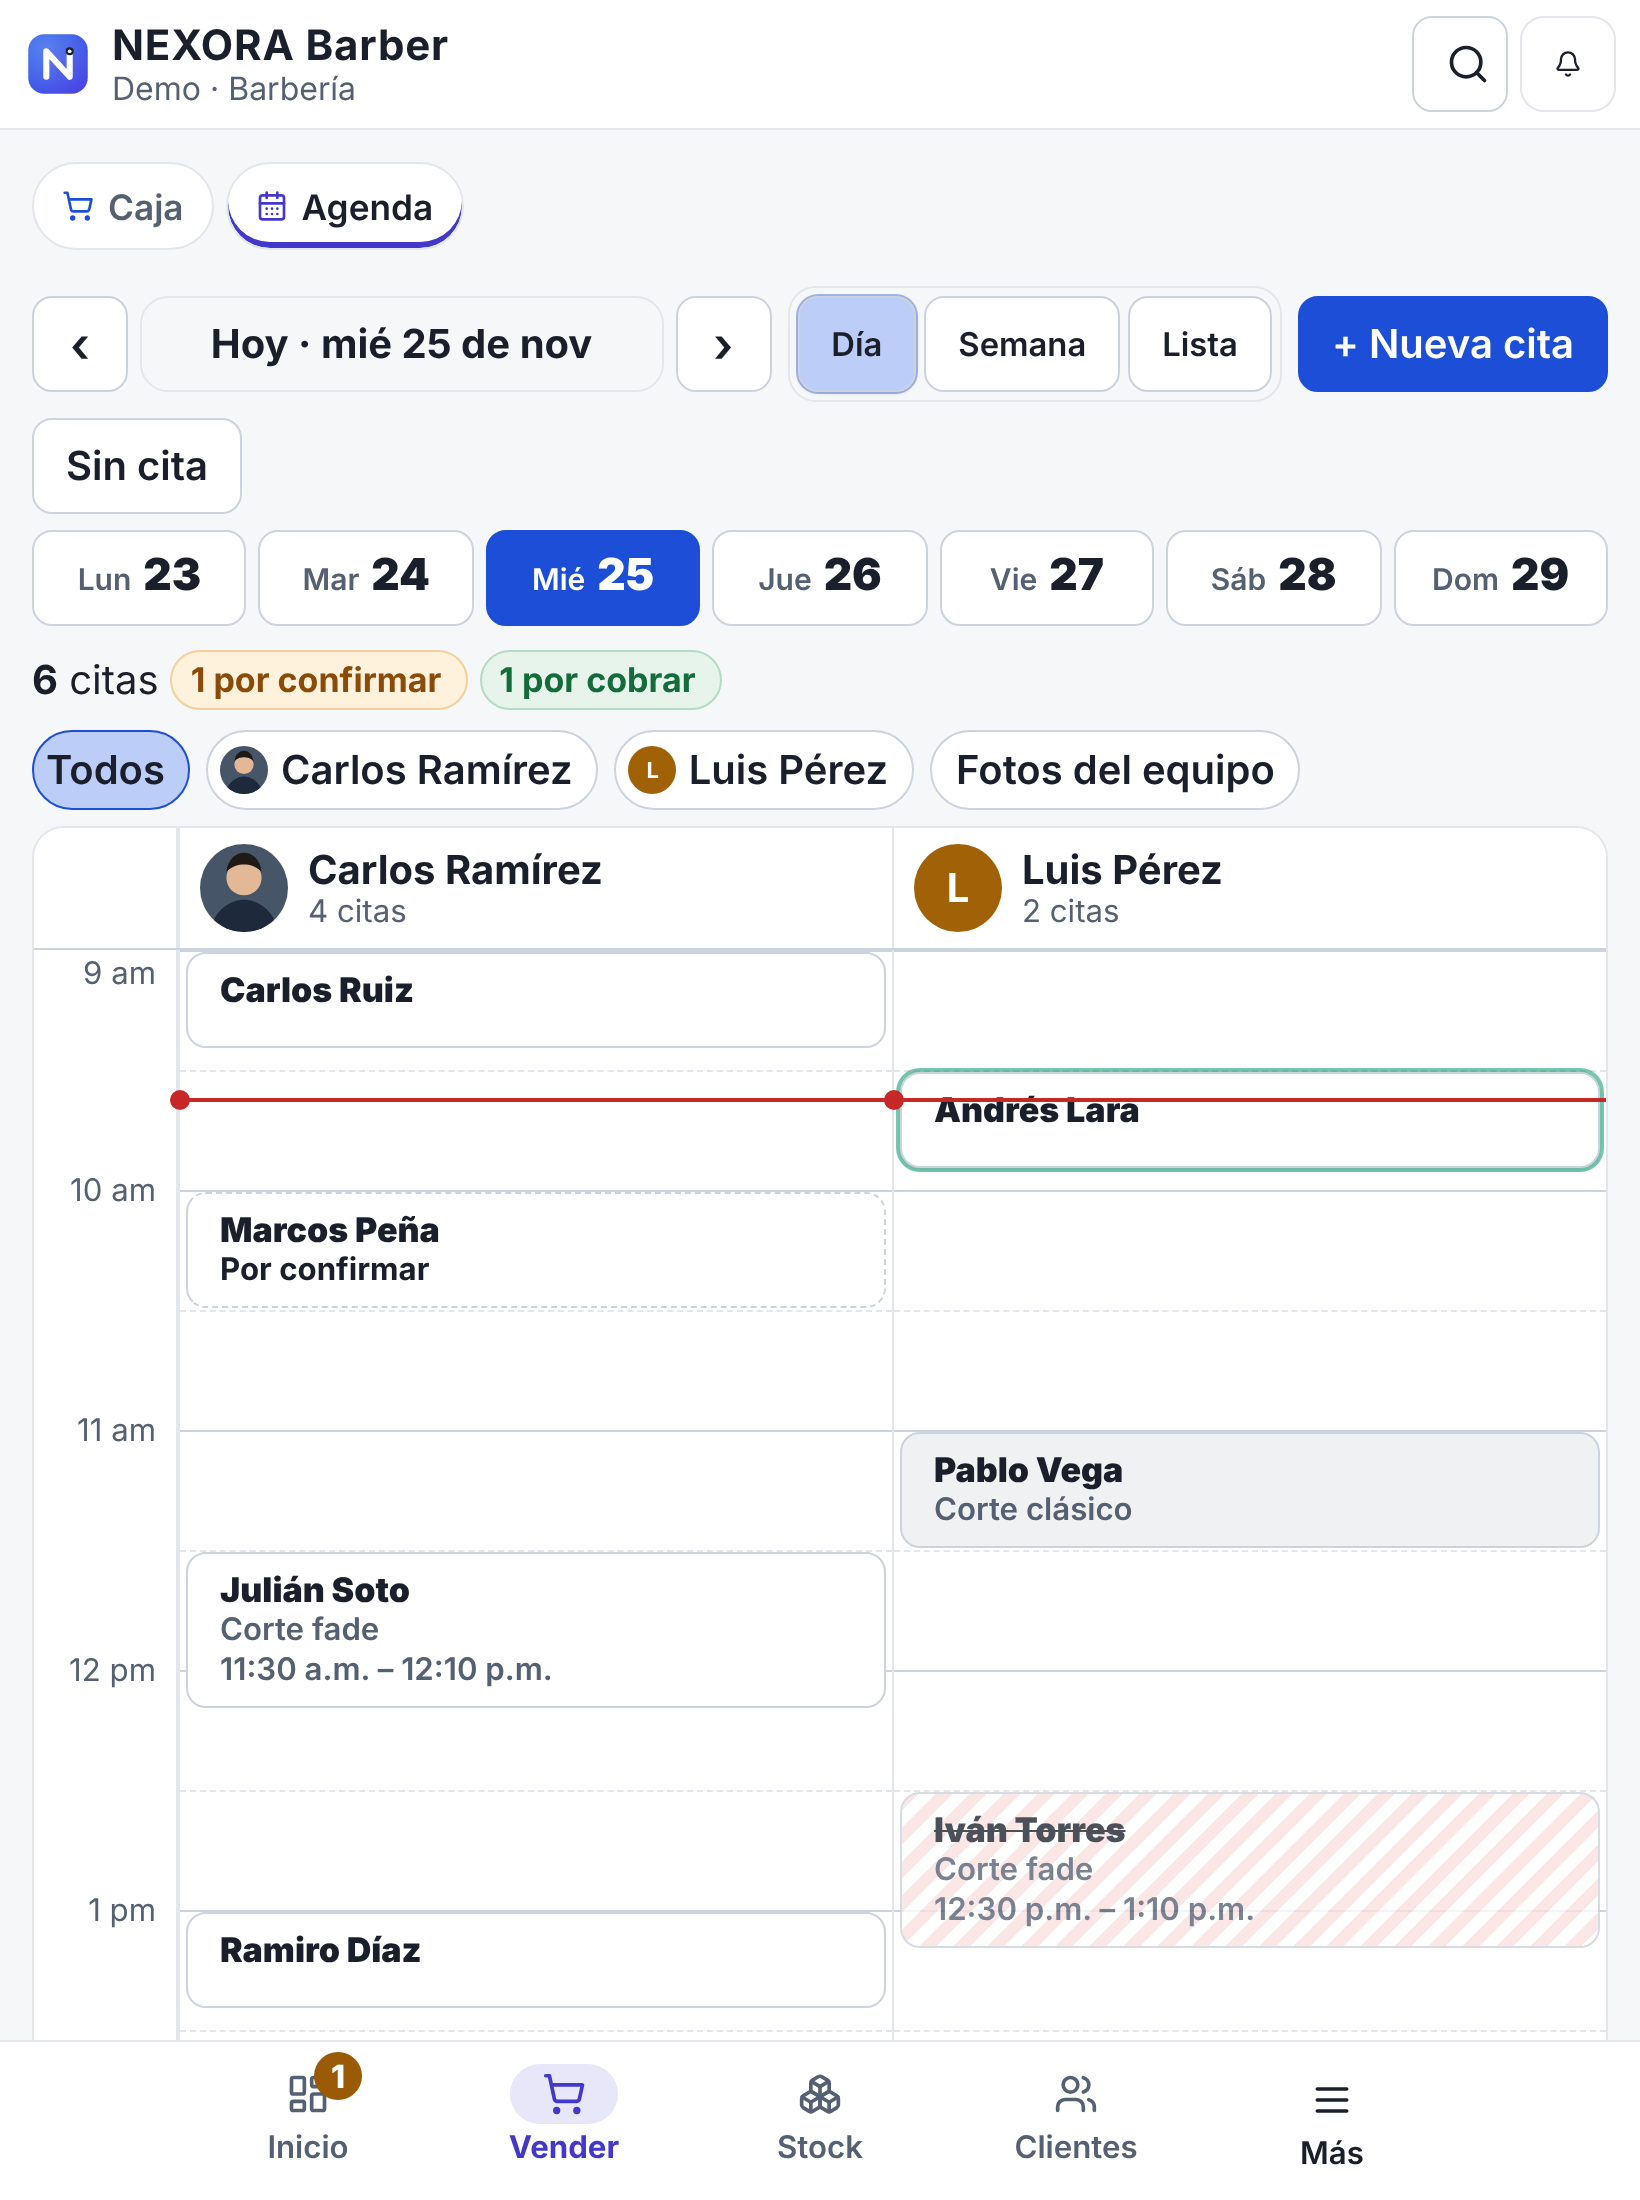 NEXORA Barber
Demo · Barbería
Caja
Agenda
‹
Hoy · mié 25 de nov
›
Día
Semana
Lista
+ Nueva cita
Sin cita
Lun 23
Mar 24
Mié 25
Jue 26
Vie 27
Sáb 28
Dom 29
6 citas
1 por confirmar
1 por cobrar
Todos
Carlos Ramírez
L
Luis Pérez
Fotos del equipo
Carlos Ramírez
4 citas
L
Luis Pérez
2 citas
9 am
Carlos Ruiz
Andrés Lara
10 am
Marcos Peña
Por confirmar
11 am
Pablo Vega
Corte clásico
Julián Soto
Corte fade
11:30 a.m. – 12:10 p.m.
12 pm
Iván Torres
Corte fade
12:30 p.m. – 1:10 p.m.
1 pm
Ramiro Díaz
1
Inicio
Vender
Stock
Clientes
Más